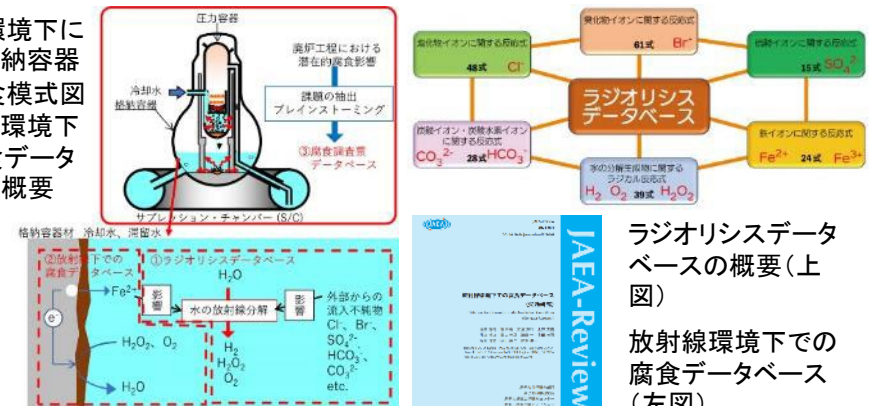 環境下に
納容器
食模式図
環境下
食データ
概要
圧力容器
冷却水
格納容器
サプレッション・チャンバー (S/C)
廃炉工程における
潜在的腐食影響
課題の抽出
ブレインストーミング
③腐食調査票
データベース
臭化物イオンに関する反応式
61式 Br⁻
塩化物イオンに関する反応式
48式 Cl⁻
硫酸イオンに関する反応式
15式 SO₄²⁻
ラジオリシス
データベース
炭酸イオン・炭酸水素イオン
に関する反応式
CO₃²⁻ 28式 HCO₃⁻
鉄イオンに関する反応式
Fe²⁺ 24式 Fe³⁺
水の分解生成物に関する
ラジカル反応式
H₂ O₂ 39式 H₂O₂
格納容器材 冷却水、滞留水
②放射線下での
腐食データベース
①ラジオリシスデータベース
H₂O
Fe²⁺
影響
水の放射線分解
影響
外部からの
流入不純物
Cl⁻、Br⁻、
SO₄²⁻、
HCO₃⁻、
CO₃²⁻
etc.
e⁻
H₂O₂、O₂
H₂O
H₂
H₂O₂
O₂
JAEA-Review
ラジオリシスデータ
ベースの概要(上
図)
放射線環境下での
腐食データベース
(左図)